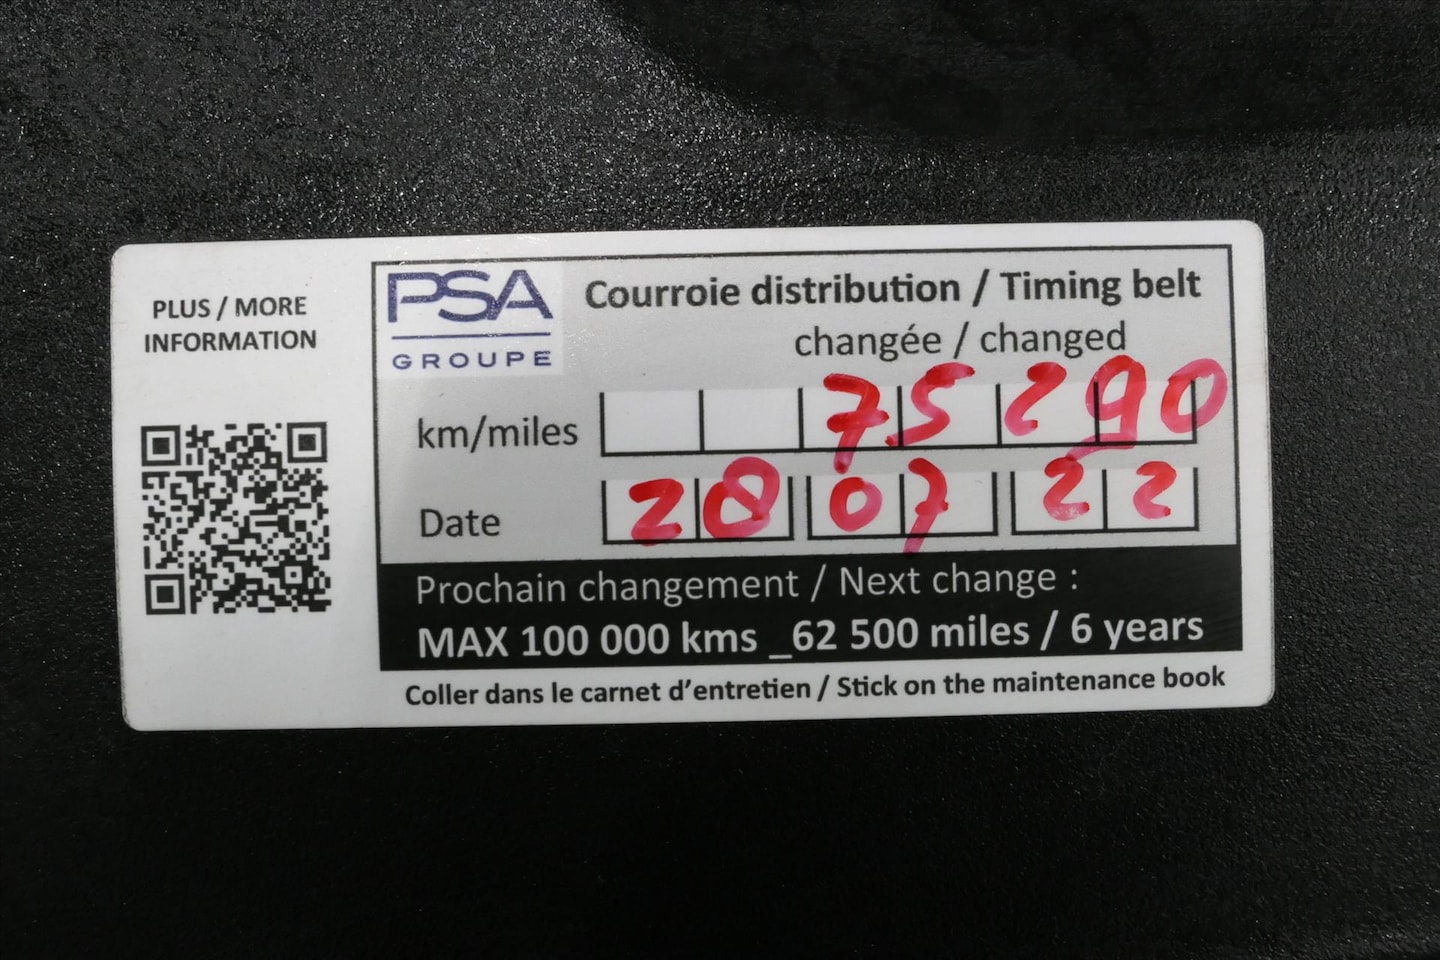 PLUS / MORE
INFORMATION
PSA
GROUPE
Courroie distribution / Timing belt
changée / changed
km/miles 75290
Date 28 07 22
Prochain changement / Next change :
MAX 100 000 kms _62 500 miles / 6 years
Coller dans le carnet d'entretien / Stick on the maintenance book